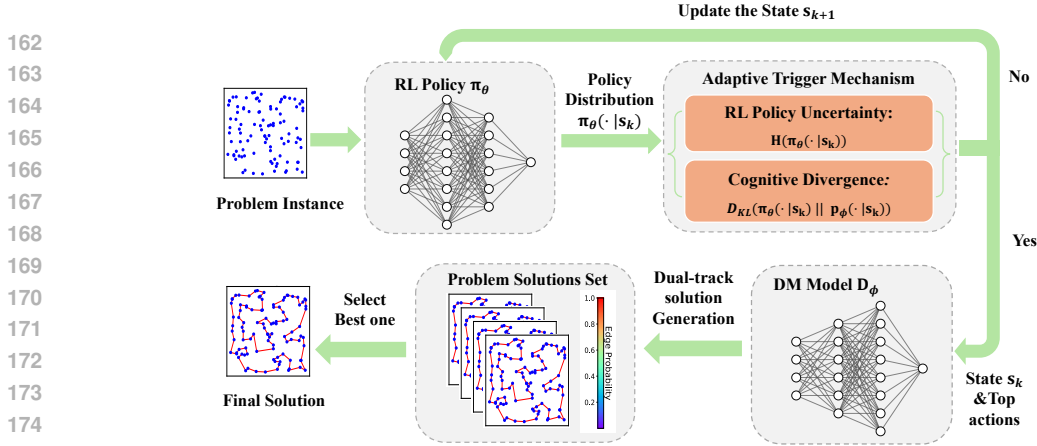 162
163
164
165
166
167
168
169
170
171
172
173
174
Update the State s_{k+1}
No
RL Policy π_θ
Policy
Distribution
π_θ(· |s_k)
Adaptive Trigger Mechanism
RL Policy Uncertainty:
H(π_θ(· |s_k))
Cognitive Divergence:
D_{KL}(π_θ(· |s_k) || p_ϕ(· |s_k))
Problem Instance
Yes
Problem Solutions Set
Dual-track
solution
Generation
DM Model D_ϕ
Select
Best one
1.0
0.8
0.6
0.4
0.2
Edge Probability
Final Solution
State s_k
&Top
actions